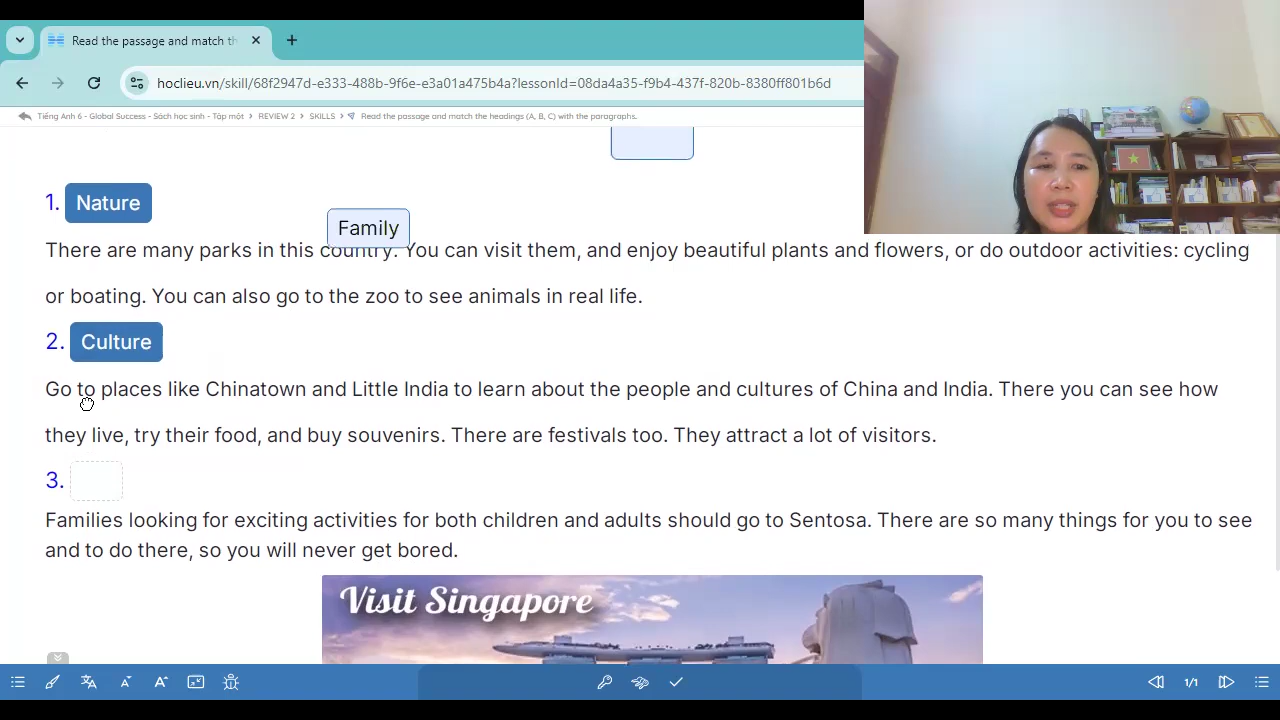 Read the passage and match th
hoclieu.vn/skill/68f2947d-e333-488b-9f6e-e3a01a475b4a?lessonId=08da4a35-f9b4-437f-820b-8380ff801b6d
Tiếng Anh 6 - Global Success - Sách học sinh - Tập một > REVIEW 2 > SKILLS > Read the passage and match the headings (A, B, C) with the paragraphs.
1. Nature
Family
There are many parks in this country. You can visit them, and enjoy beautiful plants and flowers, or do outdoor activities: cycling
or boating. You can also go to the zoo to see animals in real life.
2. Culture
Go to places like Chinatown and Little India to learn about the people and cultures of China and India. There you can see how
they live, try their food, and buy souvenirs. There are festivals too. They attract a lot of visitors.
3.
Families looking for exciting activities for both children and adults should go to Sentosa. There are so many things for you to see
and to do there, so you will never get bored.
Visit Singapore
1/1